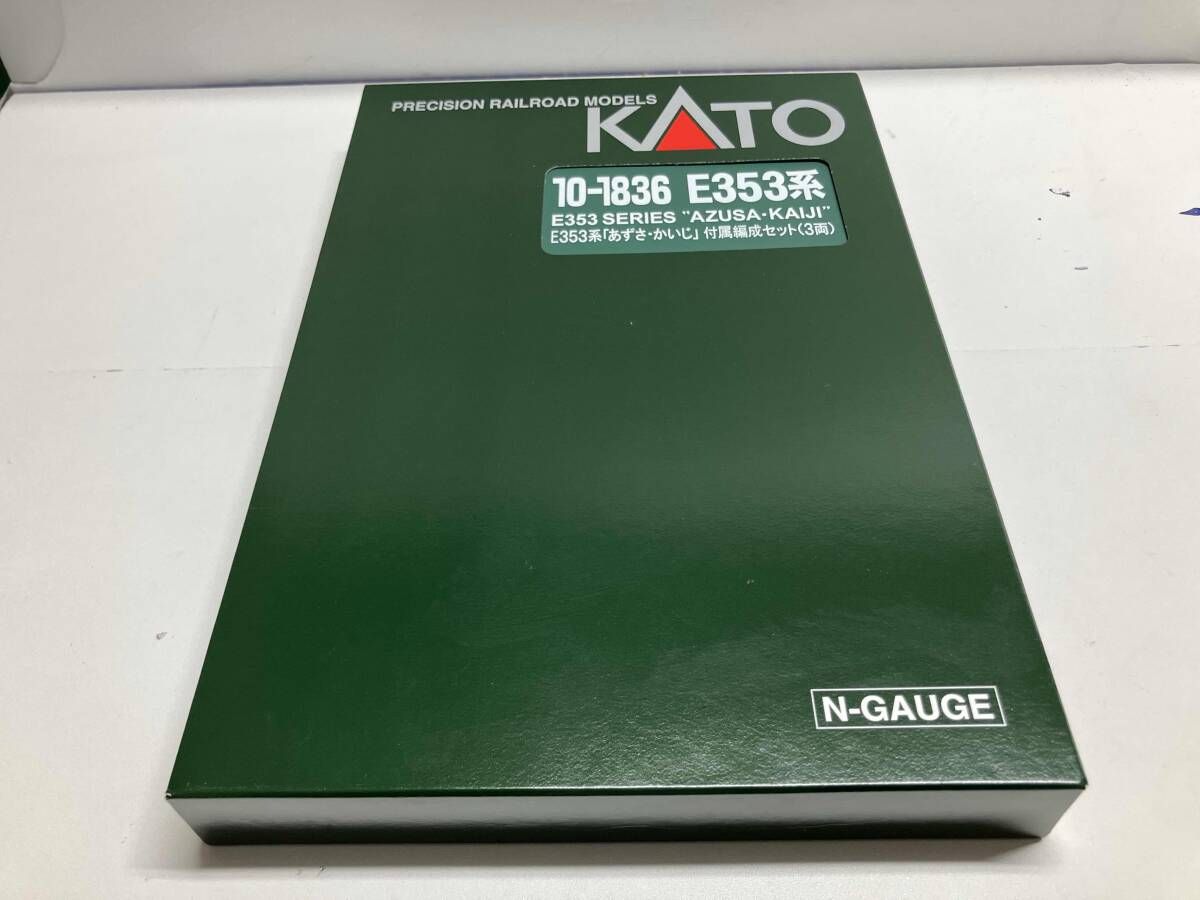 PRECISION RAILROAD MODELS
KATO
10-1836 E353系
E353 SERIES "AZUSA・KAIJI"
E353系「あずさ・かいじ」付属編成セット(3両)
N-GAUGE